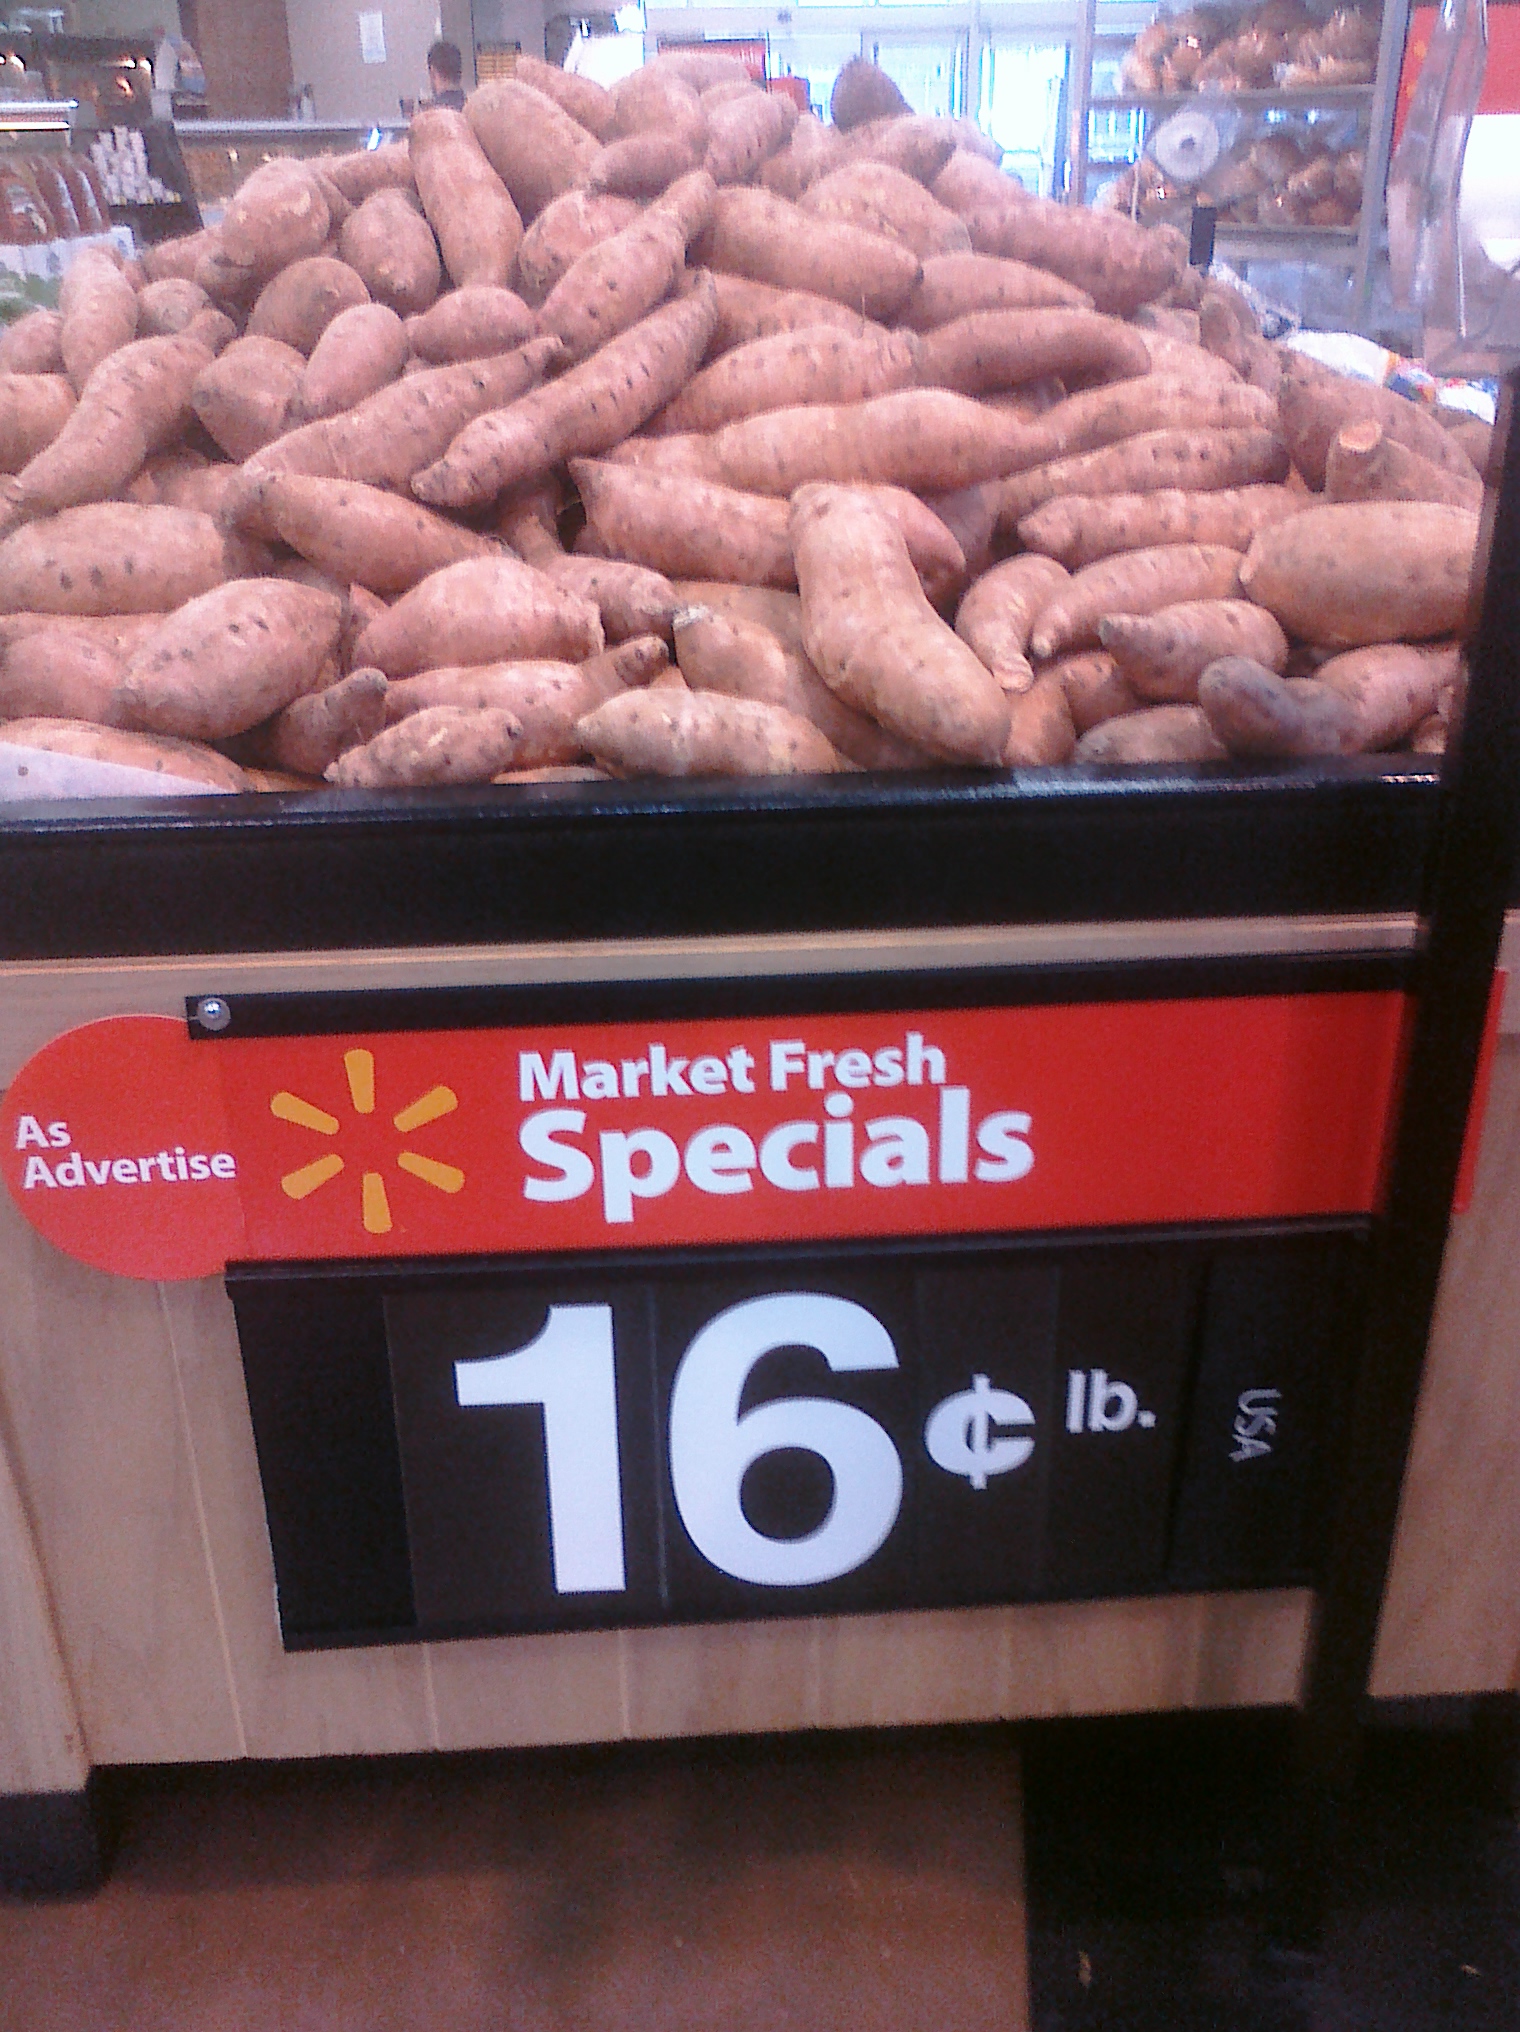 As
Advertise
Market Fresh
Specials
16¢ lb.
USA